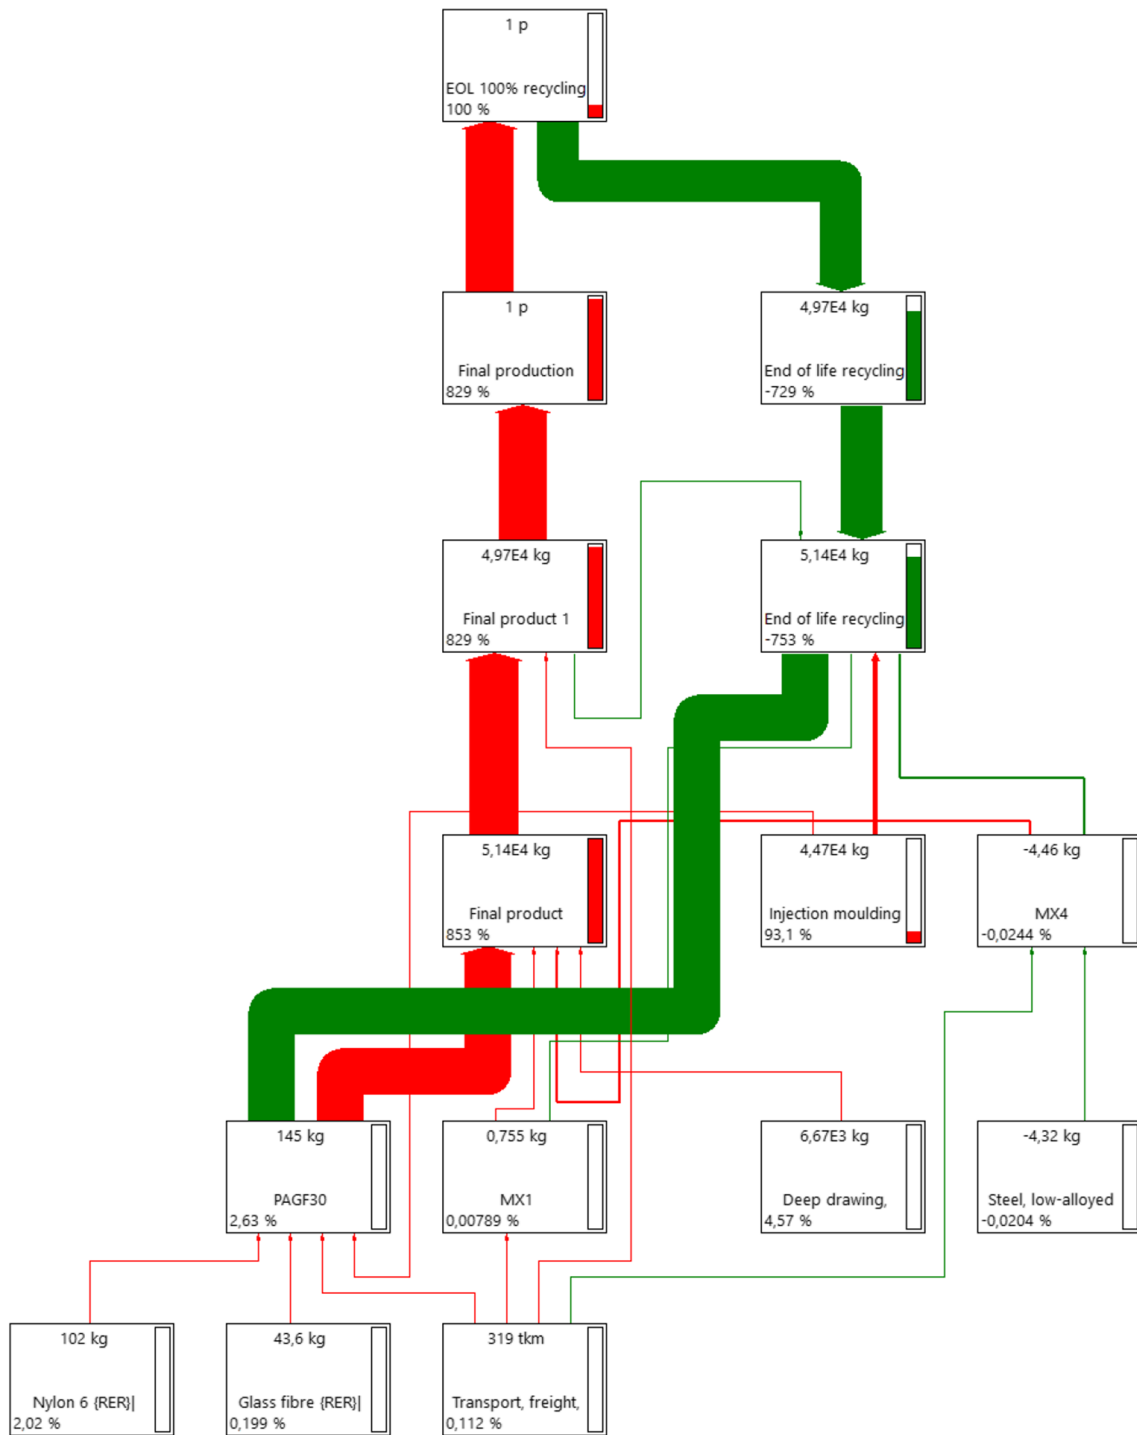 1 p
EOL 100% recycling
100 %
1 p
Final production
829 %
4,97E4 kg
End of life recycling
-729 %
4,97E4 kg
Final product 1
829 %
5,14E4 kg
End of life recycling
-753 %
5,14E4 kg
Final product
853 %
4,47E4 kg
Injection moulding
93,1 %
-4,46 kg
MX4
-0,0244 %
145 kg
PAGF30
2,63 %
0,755 kg
MX1
0,00789 %
6,67E3 kg
Deep drawing,
4,57 %
-4,32 kg
Steel, low-alloyed
-0,0204 %
102 kg
Nylon 6 {RER}|
2,02 %
43,6 kg
Glass fibre {RER}|
0,199 %
319 tkm
Transport, freight,
0,112 %